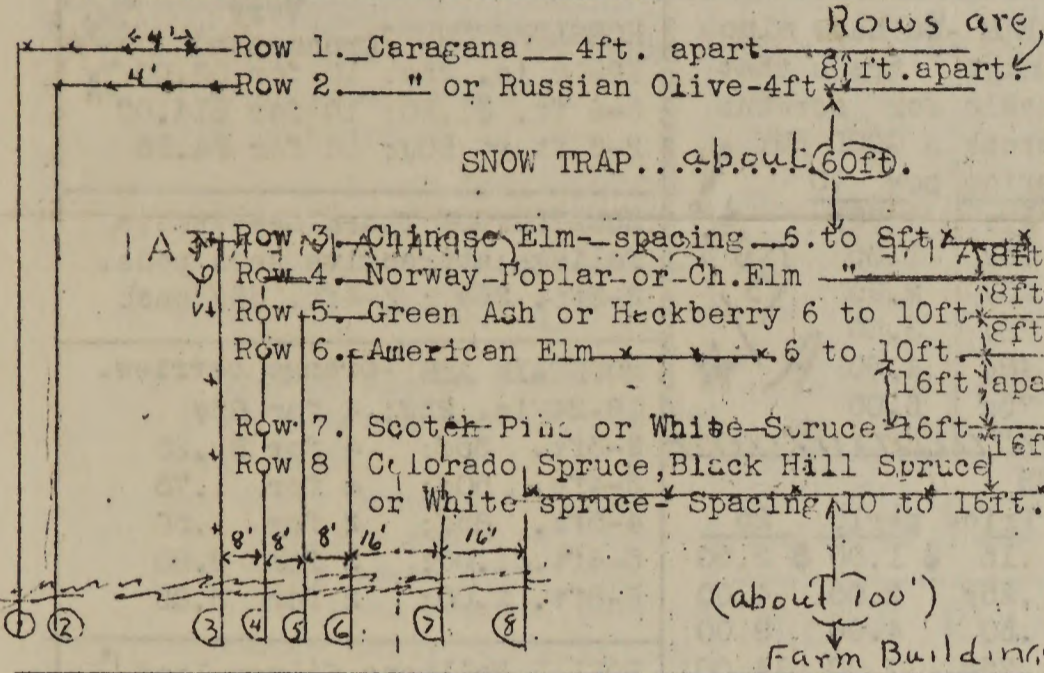 Rows are
4' Row 1. Caragana 4ft. apart
8 ft. apart.
4' Row 2. " or Russian Olive-4ft
SNOW TRAP...about 60ft.
Row 3. Chinese Elm- spacing 6 to 8ft
8ft
Row 4. Norway Poplar or Ch.Elm "
8ft
Row 5. Green Ash or Hackberry 6 to 10ft
8ft
Row 6. American Elm 6 to 10ft.
16ft apa
Row 7. Scotch Pine or White Spruce 16ft
16f
Row 8 Colorado Spruce,Black Hill Spruce
or White spruce- Spacing 10 to 16ft.
8' 8' 8' 16' 16'
(about 100')
1 2 3 4 5 6 7 8
Farm Building